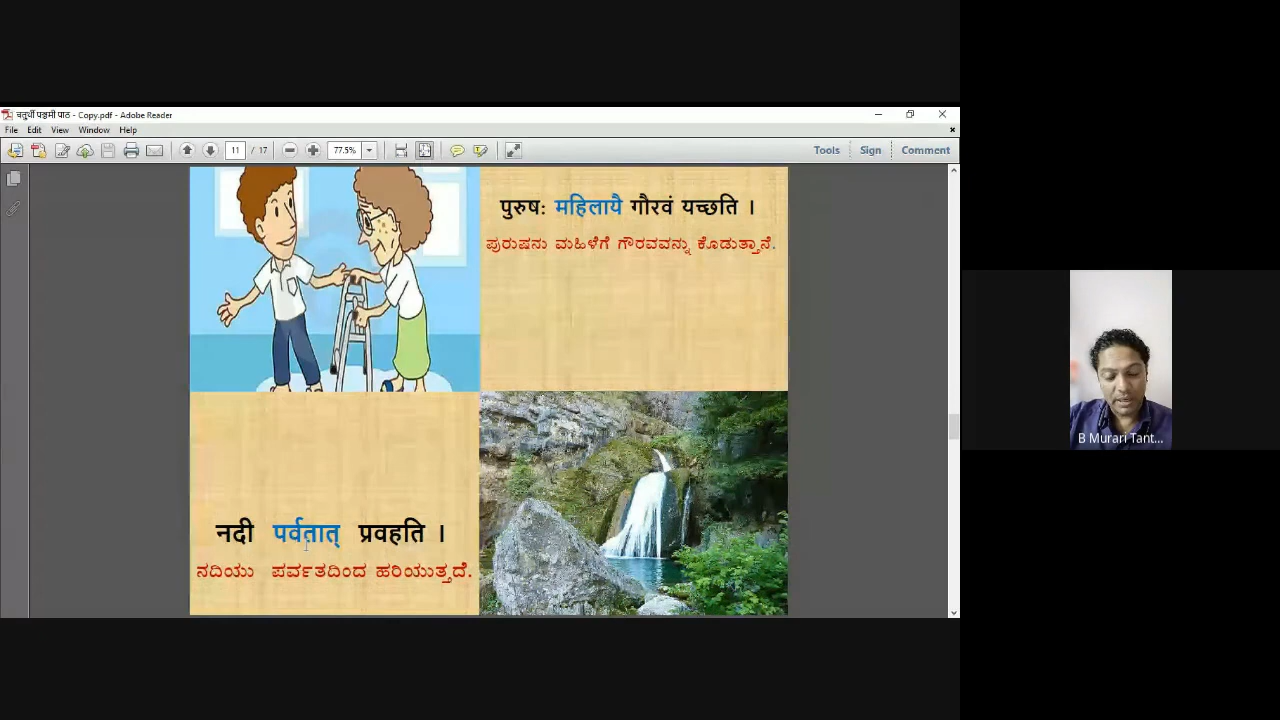 चतुर्थी पञ्चमी पाठ - Copy.pdf - Adobe Reader
File Edit View Window Help
11 / 17 77.5% Tools Sign Comment
पुरुषः महिलायै गौरवं यच्छति ।
ಪುರುಷನು ಮಹಿಳೆಗೆ ಗೌರವವನ್ನು ಕೊಡುತ್ತಾನೆ.
B Murari Tant...
नदी पर्वतात् प्रवहति ।
ನದಿಯು ಪರ್ವತದಿಂದ ಹರಿಯುತ್ತದೆ.